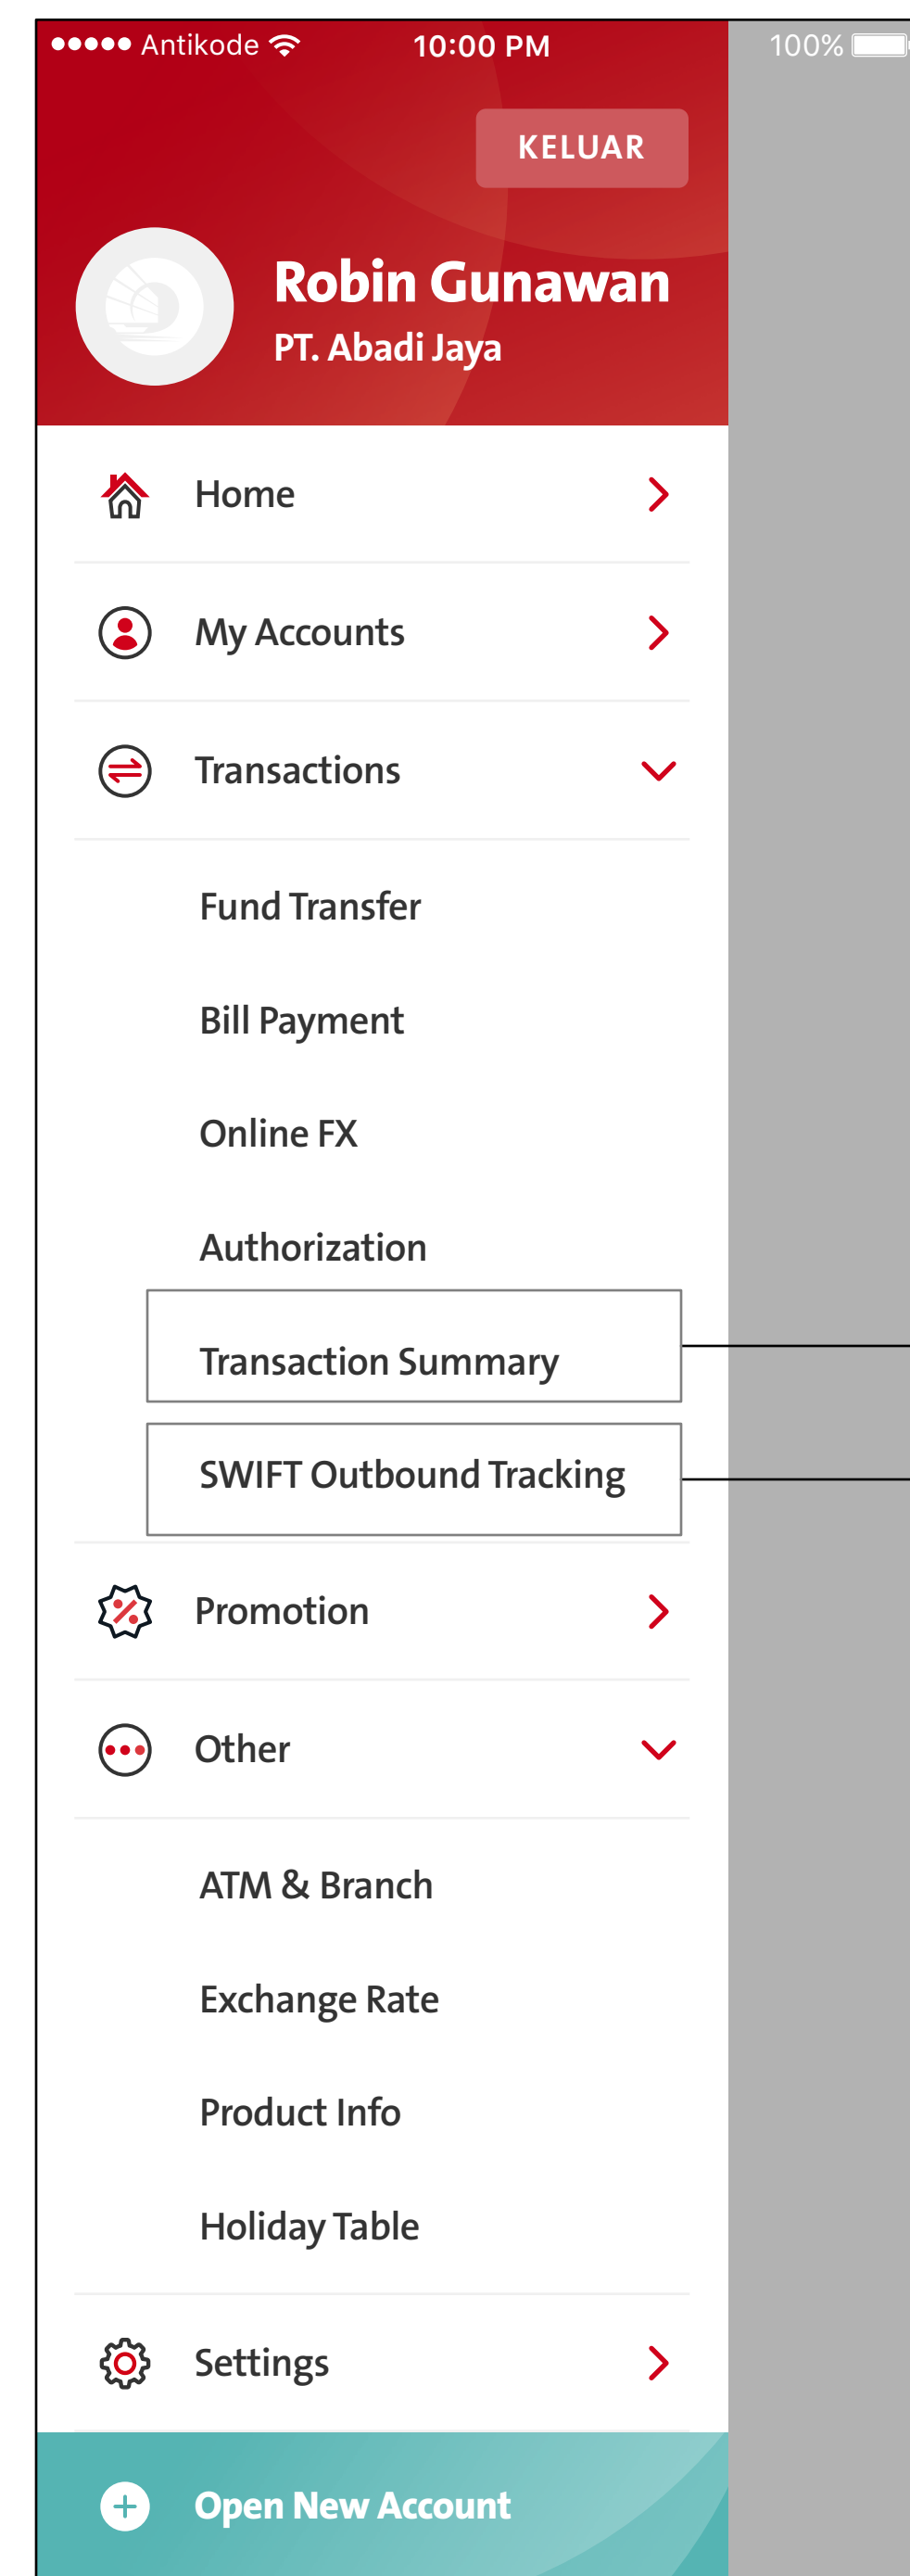 Antikode 10:00 PM 100%
KELUAR
Robin Gunawan
PT. Abadi Jaya
Home
My Accounts
Transactions
Fund Transfer
Bill Payment
Online FX
Authorization
Transaction Summary
SWIFT Outbound Tracking
Promotion
Other
ATM & Branch
Exchange Rate
Product Info
Holiday Table
Settings
Open New Account